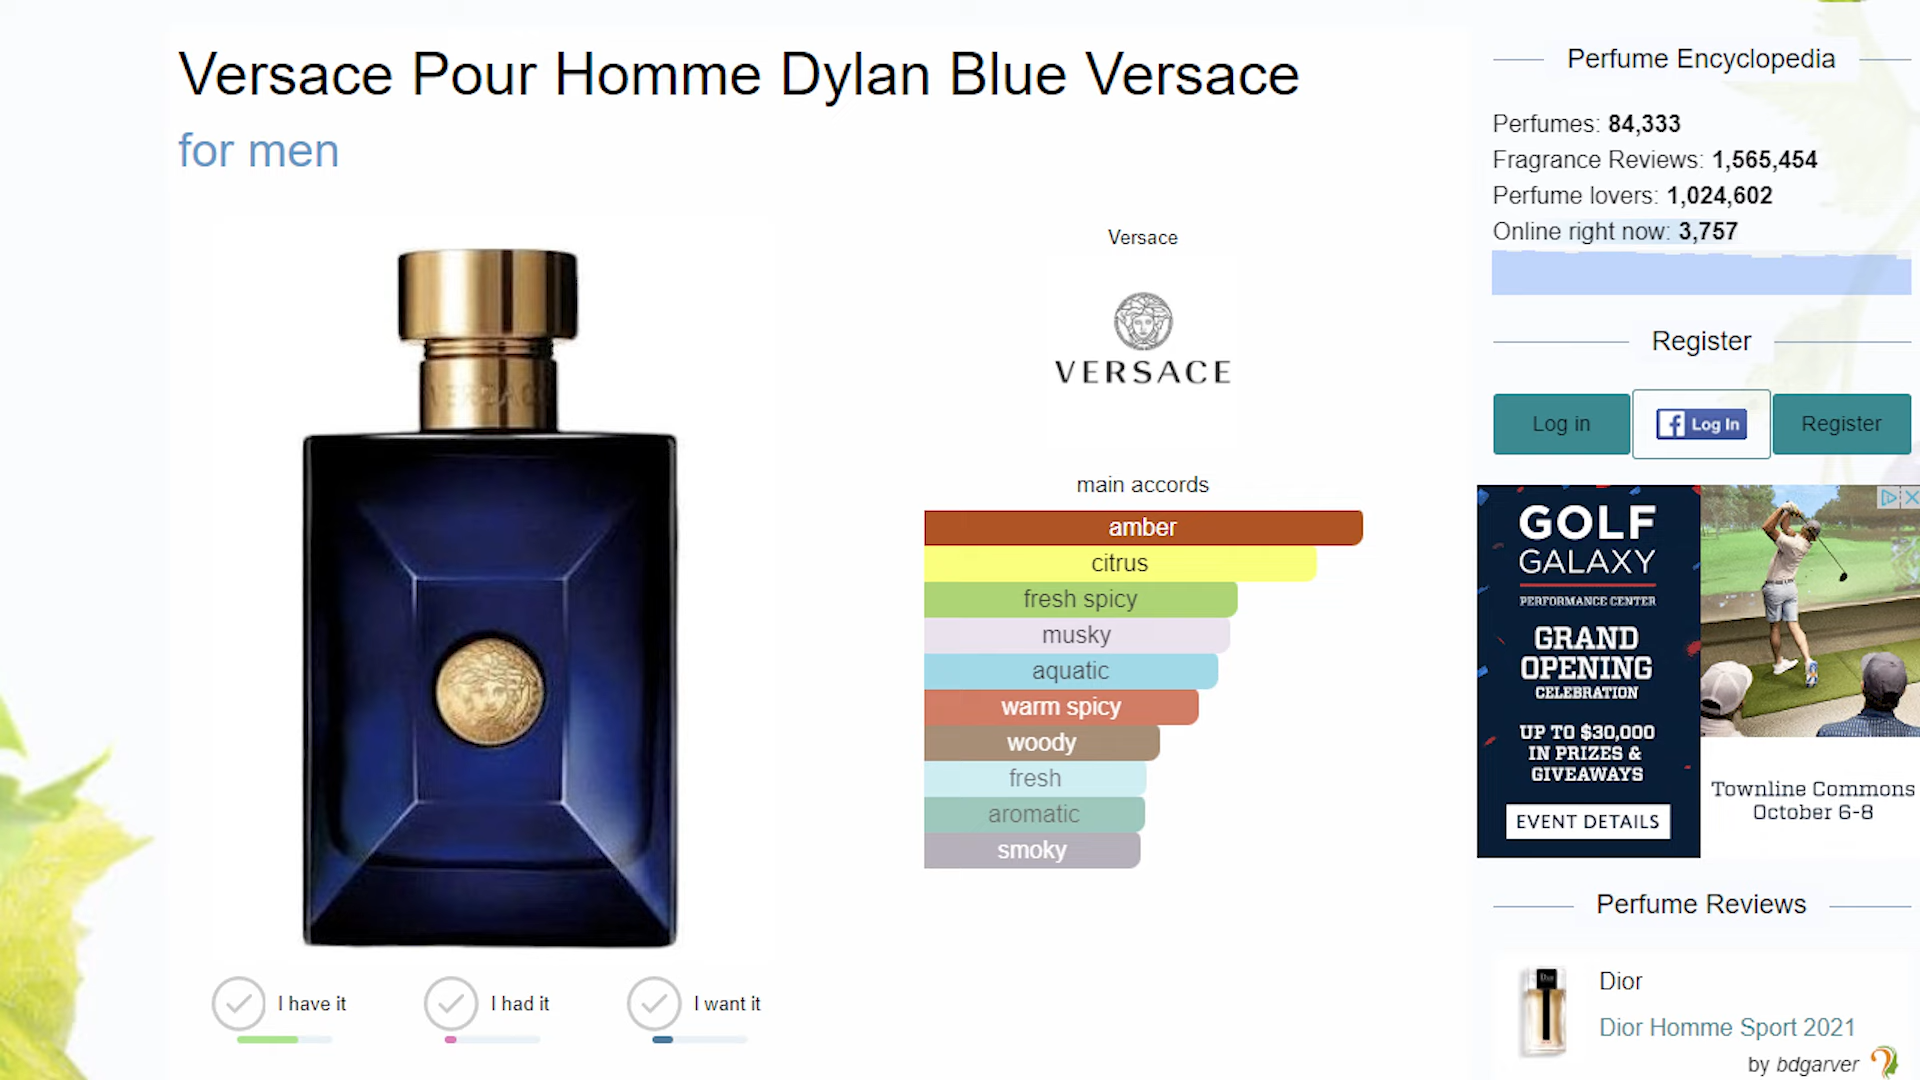 Versace Pour Homme Dylan Blue Versace
for men
Versace
VERSACE
main accords
amber
citrus
fresh spicy
musky
aquatic
warm spicy
woody
fresh
aromatic
smoky
VERSACE
I have it
I had it
I want it
Perfume Encyclopedia
Perfumes: 84,333
Fragrance Reviews: 1,565,454
Perfume lovers: 1,024,602
Online right now: 3,757
Register
Log in
f Log In
Register
GOLF
GALAXY
PERFORMANCE CENTER
GRAND
OPENING
CELEBRATION
UP TO $30,000
IN PRIZES &
GIVEAWAYS
EVENT DETAILS
Townline Commons
October 6-8
Perfume Reviews
Dior
Dior
Dior Homme Sport 2021
by bdgarver